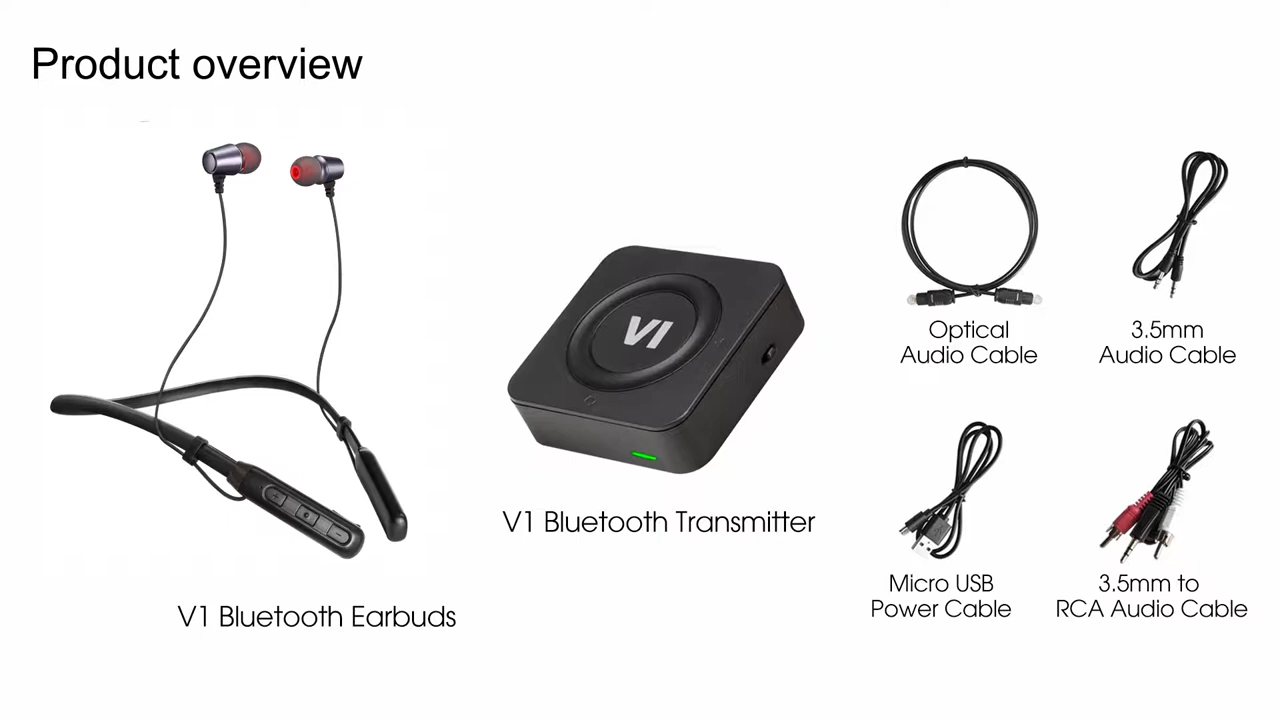 Product overview
V1 Bluetooth Earbuds
V1
V1 Bluetooth Transmitter
Optical
Audio Cable
3.5mm
Audio Cable
Micro USB
Power Cable
3.5mm to
RCA Audio Cable